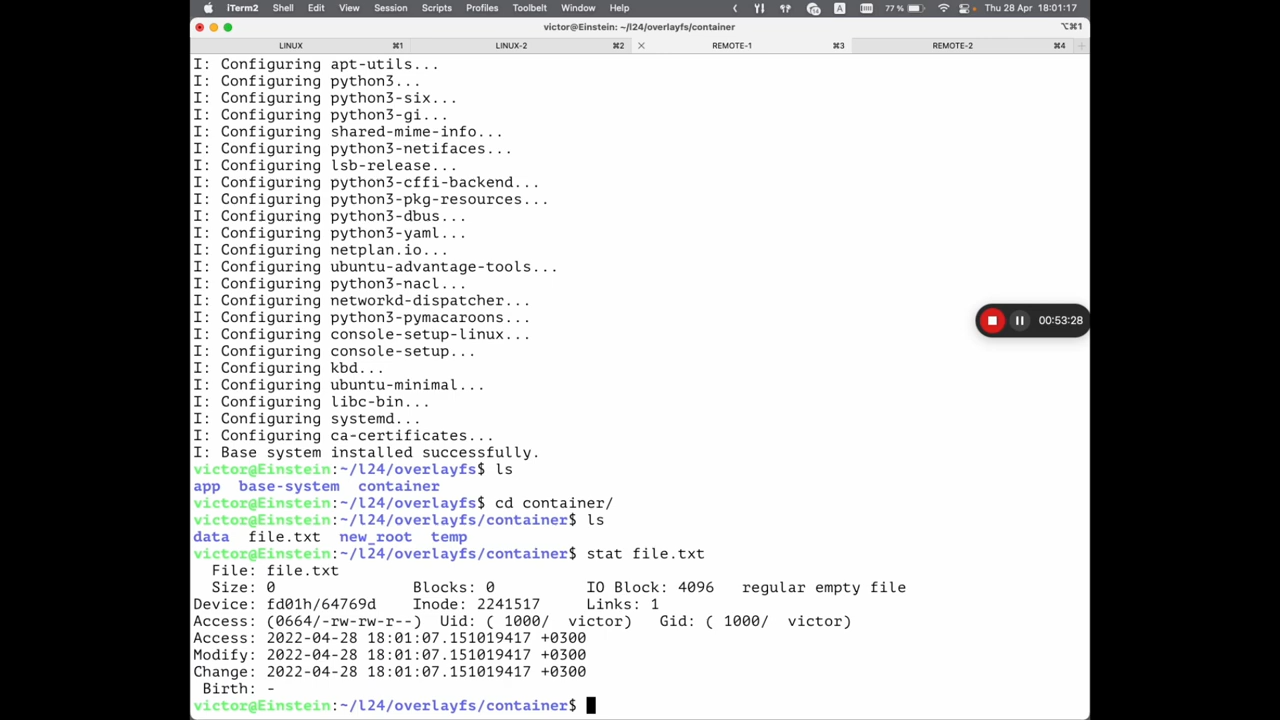 iTerm2 Shell Edit View Session Scripts Profiles Toolbelt Window Help A 77 % Thu 28 Apr 18:01:17
victor@Einstein: ~/l24/overlayfs/container ⌥⌘1
LINUX ⌘1 LINUX-2 ⌘2 REMOTE-1 ⌘3 REMOTE-2 ⌘4
I: Configuring apt-utils...
I: Configuring python3...
I: Configuring python3-six...
I: Configuring python3-gi...
I: Configuring shared-mime-info...
I: Configuring python3-netifaces...
I: Configuring lsb-release...
I: Configuring python3-cffi-backend...
I: Configuring python3-pkg-resources...
I: Configuring python3-dbus...
I: Configuring python3-yaml...
I: Configuring netplan.io...
I: Configuring ubuntu-advantage-tools...
I: Configuring python3-nacl...
I: Configuring networkd-dispatcher...
I: Configuring python3-pymacaroons...
00:53:28
I: Configuring console-setup-linux...
I: Configuring console-setup...
I: Configuring kbd...
I: Configuring ubuntu-minimal...
I: Configuring libc-bin...
I: Configuring systemd...
I: Configuring ca-certificates...
I: Base system installed successfully.
victor@Einstein:~/l24/overlayfs$ ls
app base-system container
victor@Einstein:~/l24/overlayfs$ cd container/
victor@Einstein:~/l24/overlayfs/container$ ls
data file.txt new_root temp
victor@Einstein:~/l24/overlayfs/container$ stat file.txt
File: file.txt
Size: 0 Blocks: 0 IO Block: 4096 regular empty file
Device: fd01h/64769d Inode: 2241517 Links: 1
Access: (0664/-rw-rw-r--) Uid: ( 1000/ victor) Gid: ( 1000/ victor)
Access: 2022-04-28 18:01:07.151019417 +0300
Modify: 2022-04-28 18:01:07.151019417 +0300
Change: 2022-04-28 18:01:07.151019417 +0300
Birth: -
victor@Einstein:~/l24/overlayfs/container$